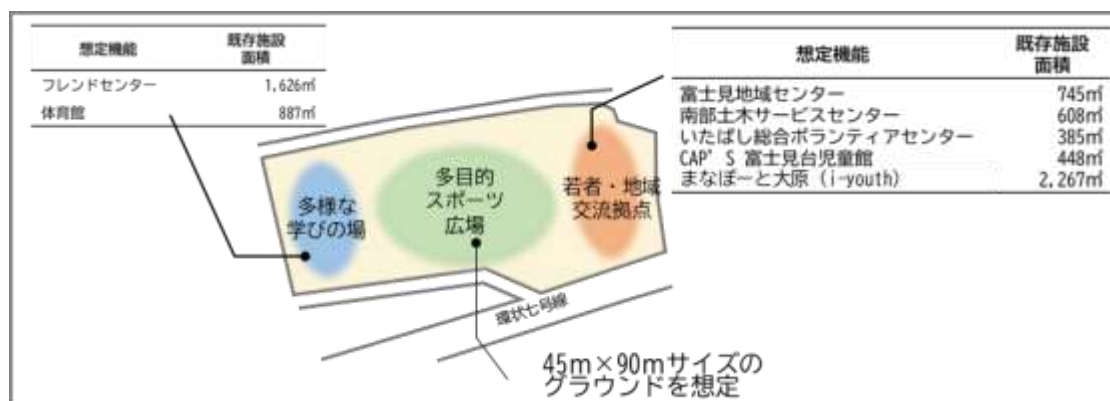 想定機能 既存施設面積
フレンドセンター 1,626㎡
体育館 887㎡
想定機能 既存施設面積
富士見地域センター 745㎡
南部土木サービスセンター 608㎡
いたばし総合ボランティアセンター 385㎡
CAP'S 富士見台児童館 448㎡
まなぽーと大原（i-youth） 2,267㎡
多様な
学びの場
多目的
スポーツ
広場
若者・地域
交流拠点
環状七号線
45m×90mサイズの
グラウンドを想定